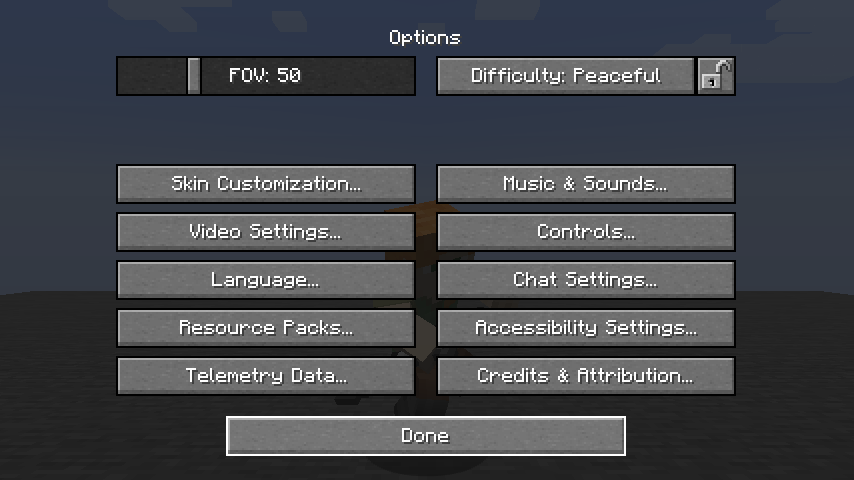 Options
FOV: 50
Difficulty: Peaceful
Skin Customization...
Music & Sounds...
Video Settings...
Controls...
Language...
Chat Settings...
Resource Packs...
Accessibility Settings...
Telemetry Data...
Credits & Attribution...
Done